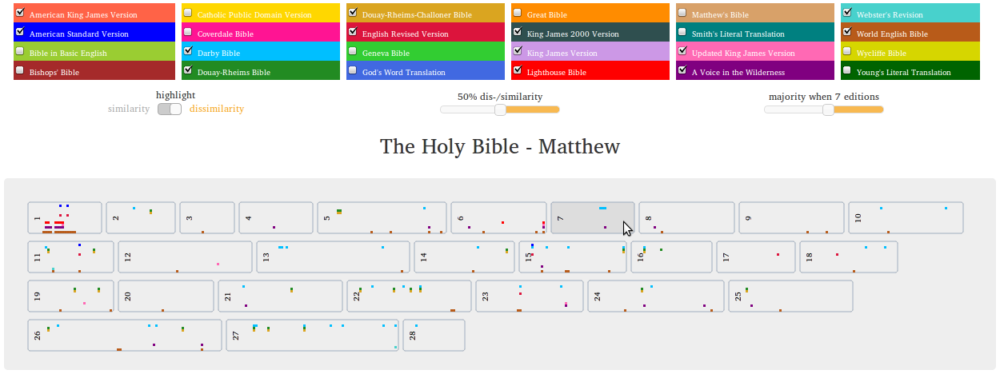 American King James Version Catholic Public Domain Version Douay-Rheims-Challoner Bible Great Bible Matthew's Bible Webster's Revision
American Standard Version Coverdale Bible English Revised Version King James 2000 Version Smith's Literal Translation World English Bible
Bible in Basic English Darby Bible Geneva Bible King James Version Updated King James Version Wycliffe Bible
Bishops' Bible Douay-Rheims Bible God's Word Translation Lighthouse Bible A Voice in the Wilderness Young's Literal Translation
highlight 50% dis-/similarity majority when 7 editions
similarity dissimilarity
The Holy Bible - Matthew
1 2 3 4 5 6 7 8 9 10
11 12 13 14 15 16 17 18
19 20 21 22 23 24 25
26 27 28